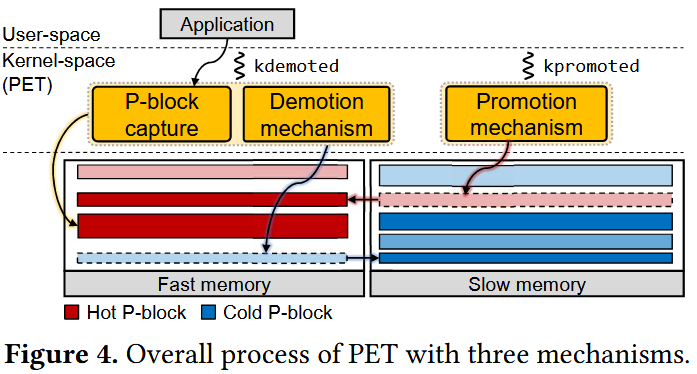 Application
User-space
Kernel-space
(PET)
kdemoted
kpromoted
P-block
capture
Demotion
mechanism
Promotion
mechanism
Fast memory
Slow memory
Hot P-block
Cold P-block
Figure 4. Overall process of PET with three mechanisms.